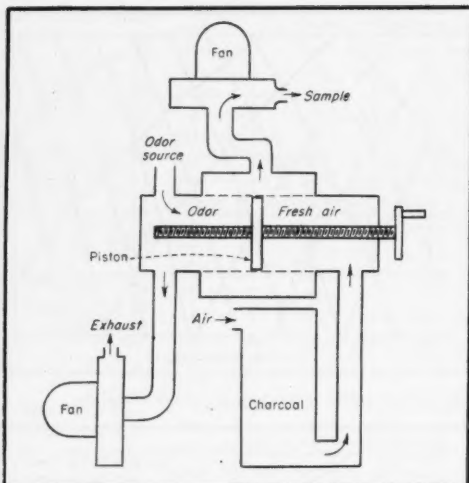 Fan
Sample
Odor
source
Odor
Fresh air
Piston
Exhaust
Air
Fan
Charcoal